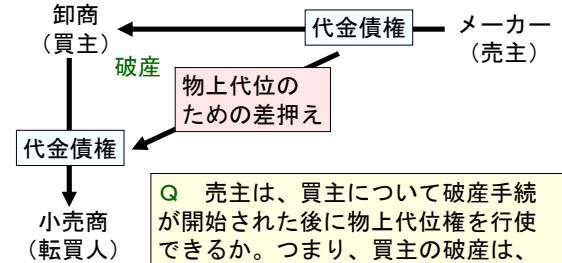 卸商
（買主）
代金債権
メーカー
（売主）
破産
物上代位の
ための差押え
代金債権
小売商
（転買人）
Ｑ　売主は、買主について破産手続
が開始された後に物上代位権を行使
できるか。つまり、買主の破産は、